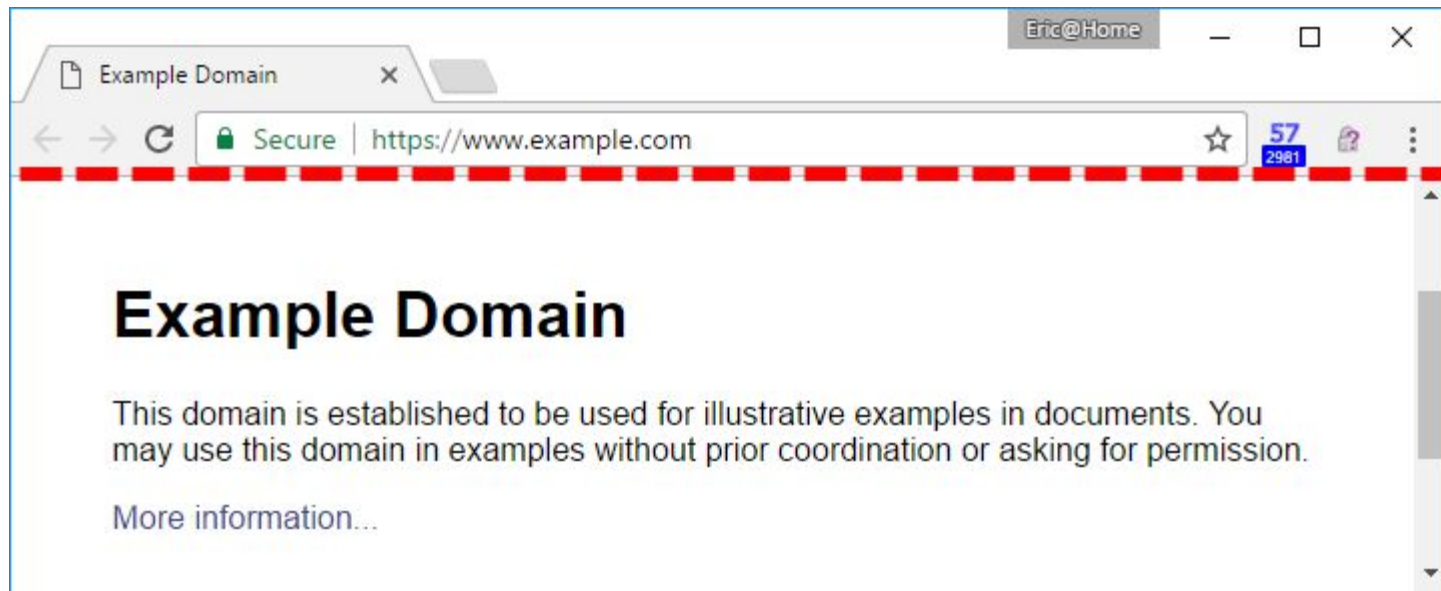 Eric@Home
Example Domain
Secure https://www.example.com
57
2981
Example Domain
This domain is established to be used for illustrative examples in documents. You
may use this domain in examples without prior coordination or asking for permission.
More information...